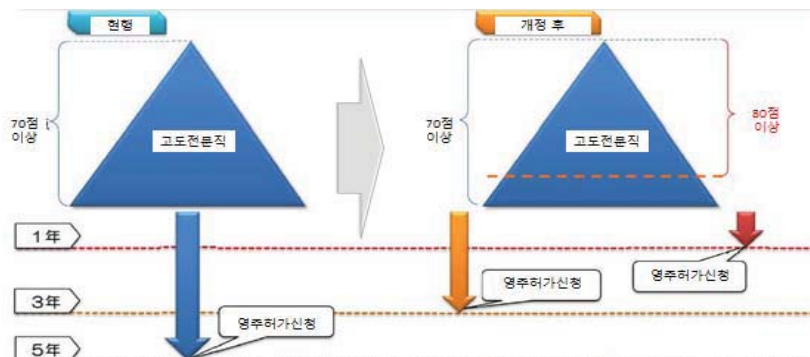 현행
개정 후
70점
이상
고도전문직
70점
이상
고도전문직
80점
이상
1年
영주허가신청
3年
영주허가신청
영주허가신청
5年